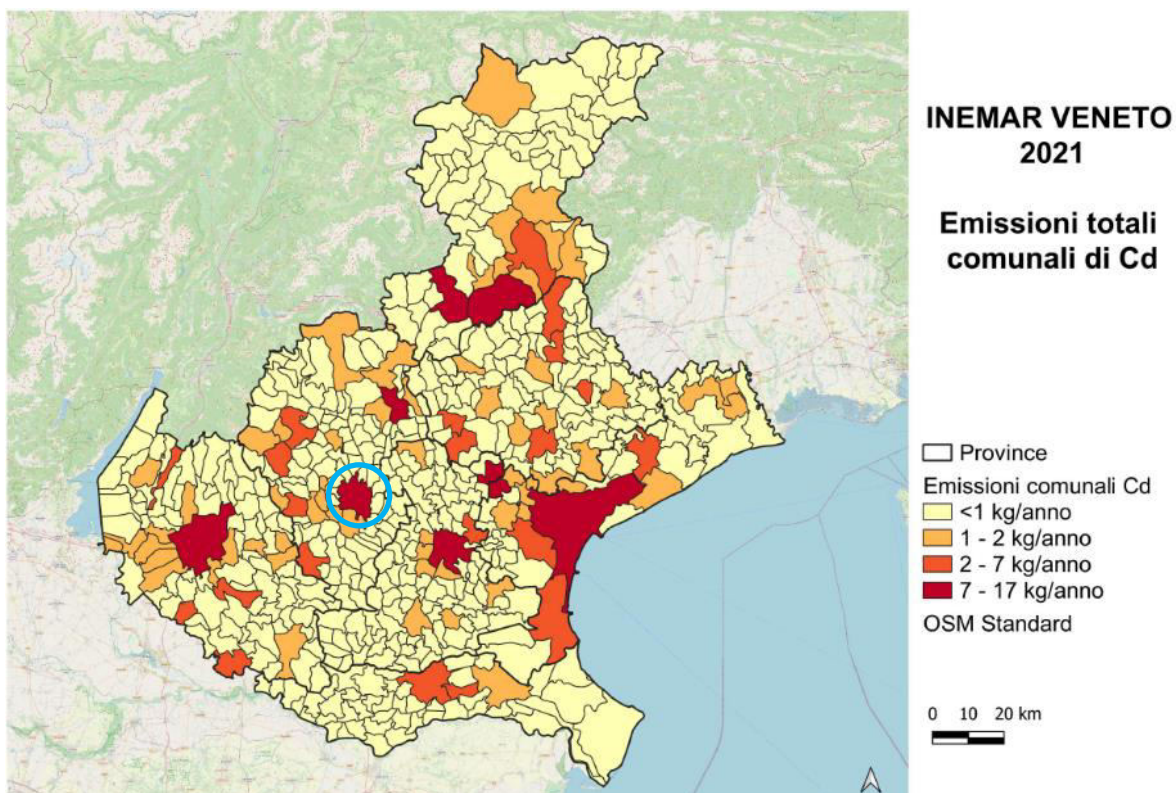 INEMAR VENETO
2021
Emissioni totali
comunali di Cd
Province
Emissioni comunali Cd
<1 kg/anno
1 - 2 kg/anno
2 - 7 kg/anno
7 - 17 kg/anno
OSM Standard
0 10 20 km